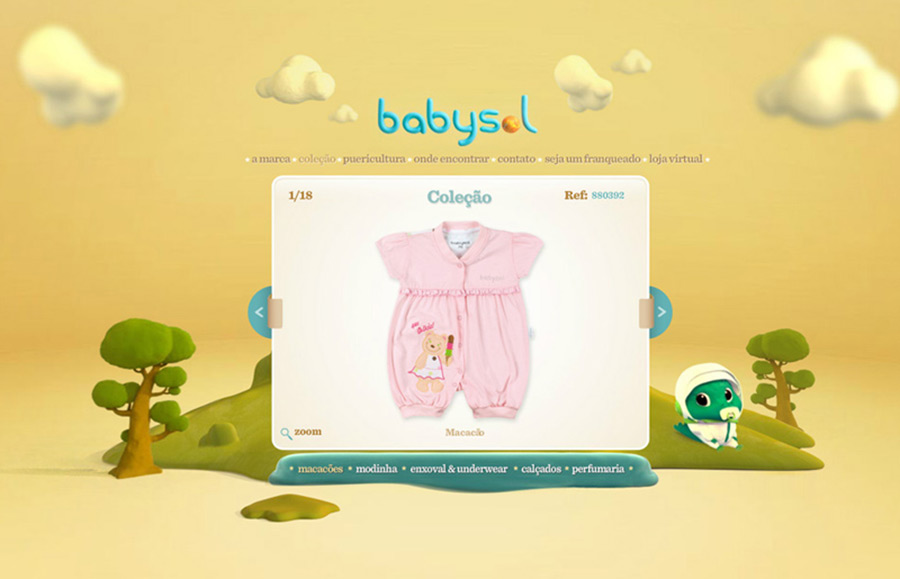 babysol
• a marca • coleção • puericultura • onde encontrar • contato • seja um franqueado • loja virtual •
1/18
Coleção
Ref: 880392
babysol
<
>
zoom
Macacão
• macacões • modinha • enxoval & underwear • calçados • perfumaria •